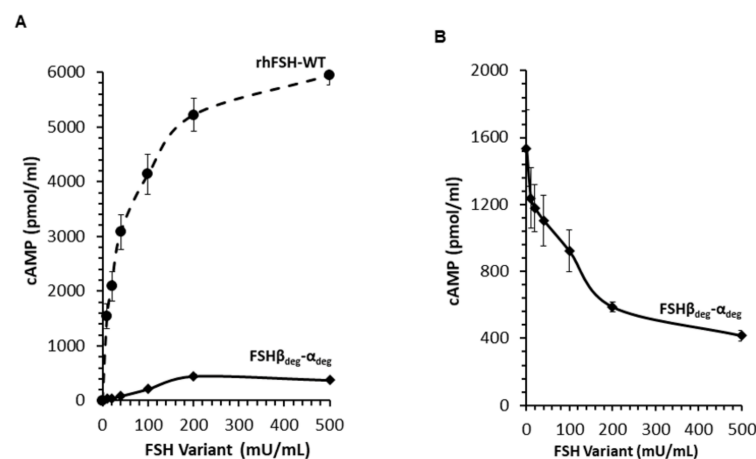 A
rhFSH-WT
6000
5000
4000
3000
2000
1000
0
cAMP (pmol/ml)
FSHβdeg-αdeg
0 100 200 300 400 500
FSH Variant (mU/mL)
B
2000
1600
1200
800
400
0
cAMP (pmol/ml)
FSHβdeg-αdeg
0 100 200 300 400 500
FSH Variant (mU/mL)